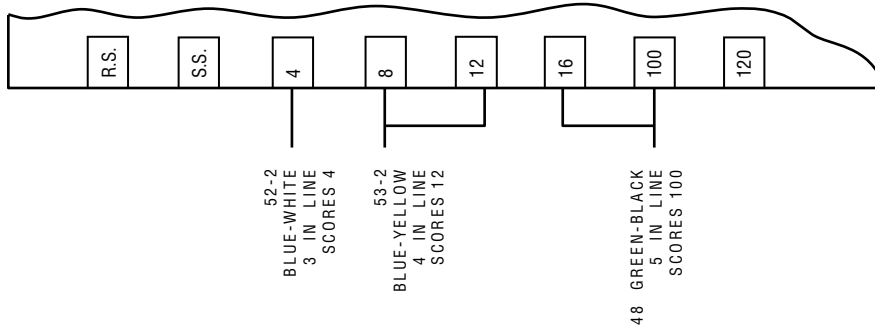 R.S.
S.S.
4
8
12
16
100
120
52-2
BLUE-WHITE
3 IN LINE
SCORES 4
53-2
BLUE-YELLOW
4 IN LINE
SCORES 12
48 GREEN-BLACK
5 IN LINE
SCORES 100